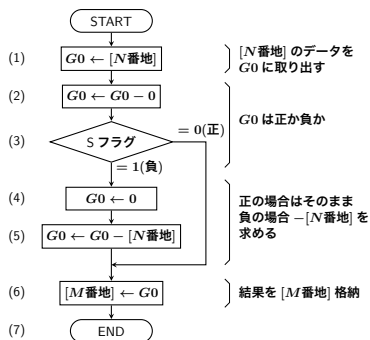 START
(1) G0 ← [N番地]
[N番地] のデータを
G0 に取り出す
(2) G0 ← G0 − 0
G0 は正か負か
(3) S フラグ
= 0(正)
= 1(負)
(4) G0 ← 0
正の場合はそのまま
負の場合 −[N番地] を
求める
(5) G0 ← G0 − [N番地]
(6) [M番地] ← G0
結果を [M番地] 格納
(7) END